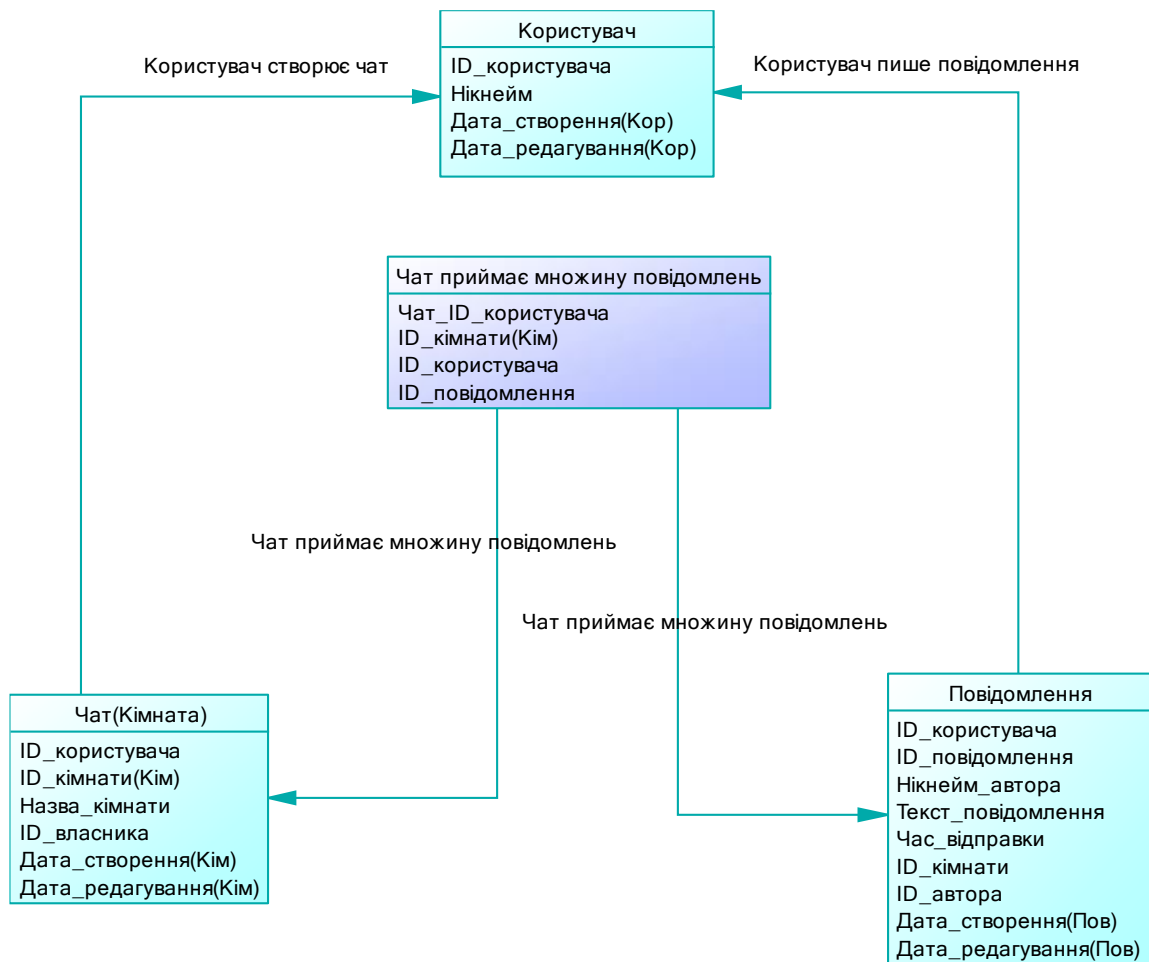 Користувач
ID_користувача
Нікнейм
Дата_створення(Кор)
Дата_редагування(Кор)
Користувач створює чат
Користувач пише повідомлення
Чат приймає множину повідомлень
Чат_ID_користувача
ID_кімнати(Кім)
ID_користувача
ID_повідомлення
Чат приймає множину повідомлень
Чат приймає множину повідомлень
Чат(Кімната)
ID_користувача
ID_кімнати(Кім)
Назва_кімнати
ID_власника
Дата_створення(Кім)
Дата_редагування(Кім)
Повідомлення
ID_користувача
ID_повідомлення
Нікнейм_автора
Текст_повідомлення
Час_відправки
ID_кімнати
ID_автора
Дата_створення(Пов)
Дата_редагування(Пов)